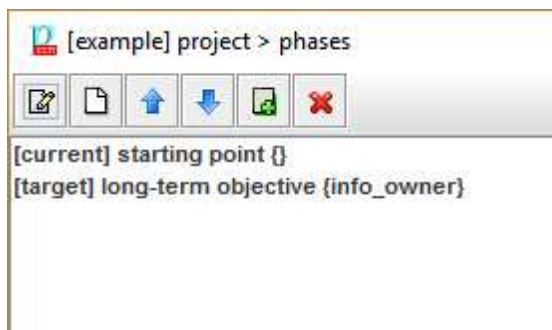 [example] project > phases
[current] starting point {}
[target] long-term objective {info_owner}